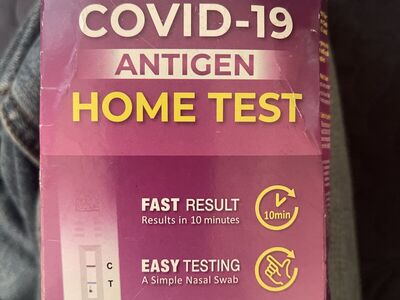 COVID-19
ANTIGEN
HOME TEST
FAST RESULT
Results in 10 minutes
10min
EASY TESTING
A Simple Nasal Swab
C
T